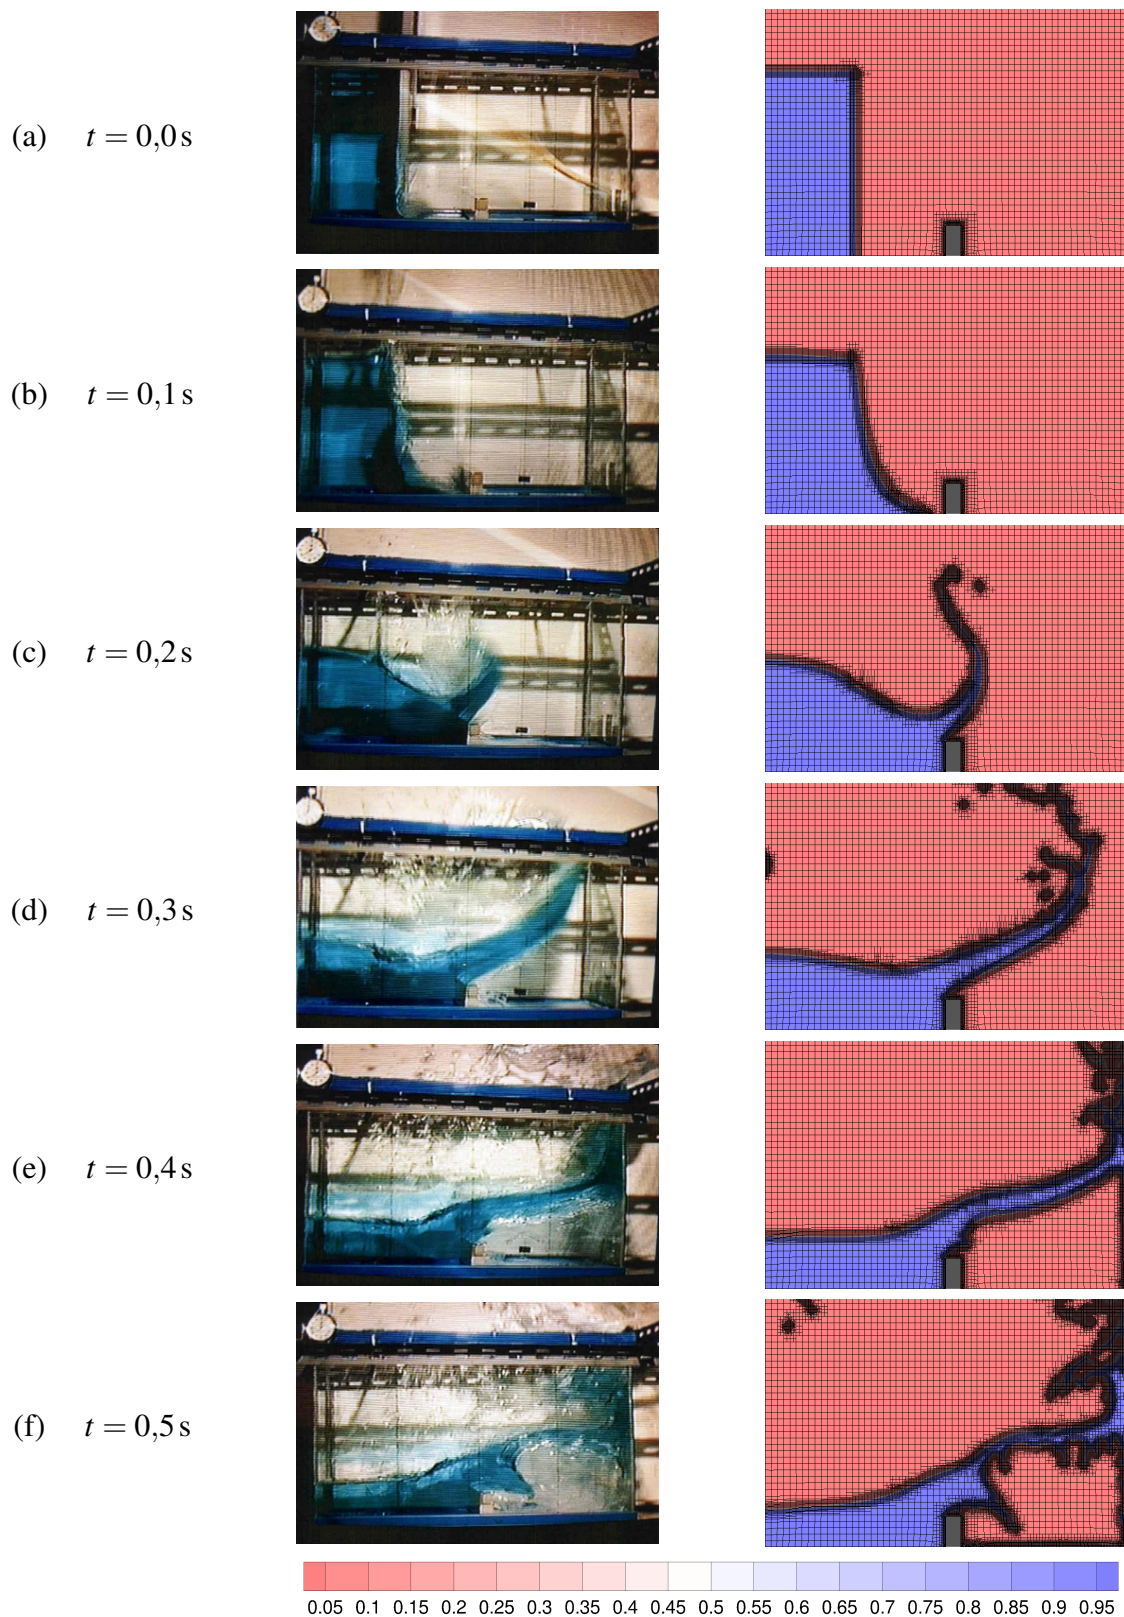 (a) t = 0,0 s
(b) t = 0,1 s
(c) t = 0,2 s
(d) t = 0,3 s
(e) t = 0,4 s
(f) t = 0,5 s
0.05 0.1 0.15 0.2 0.25 0.3 0.35 0.4 0.45 0.5 0.55 0.6 0.65 0.7 0.75 0.8 0.85 0.9 0.95